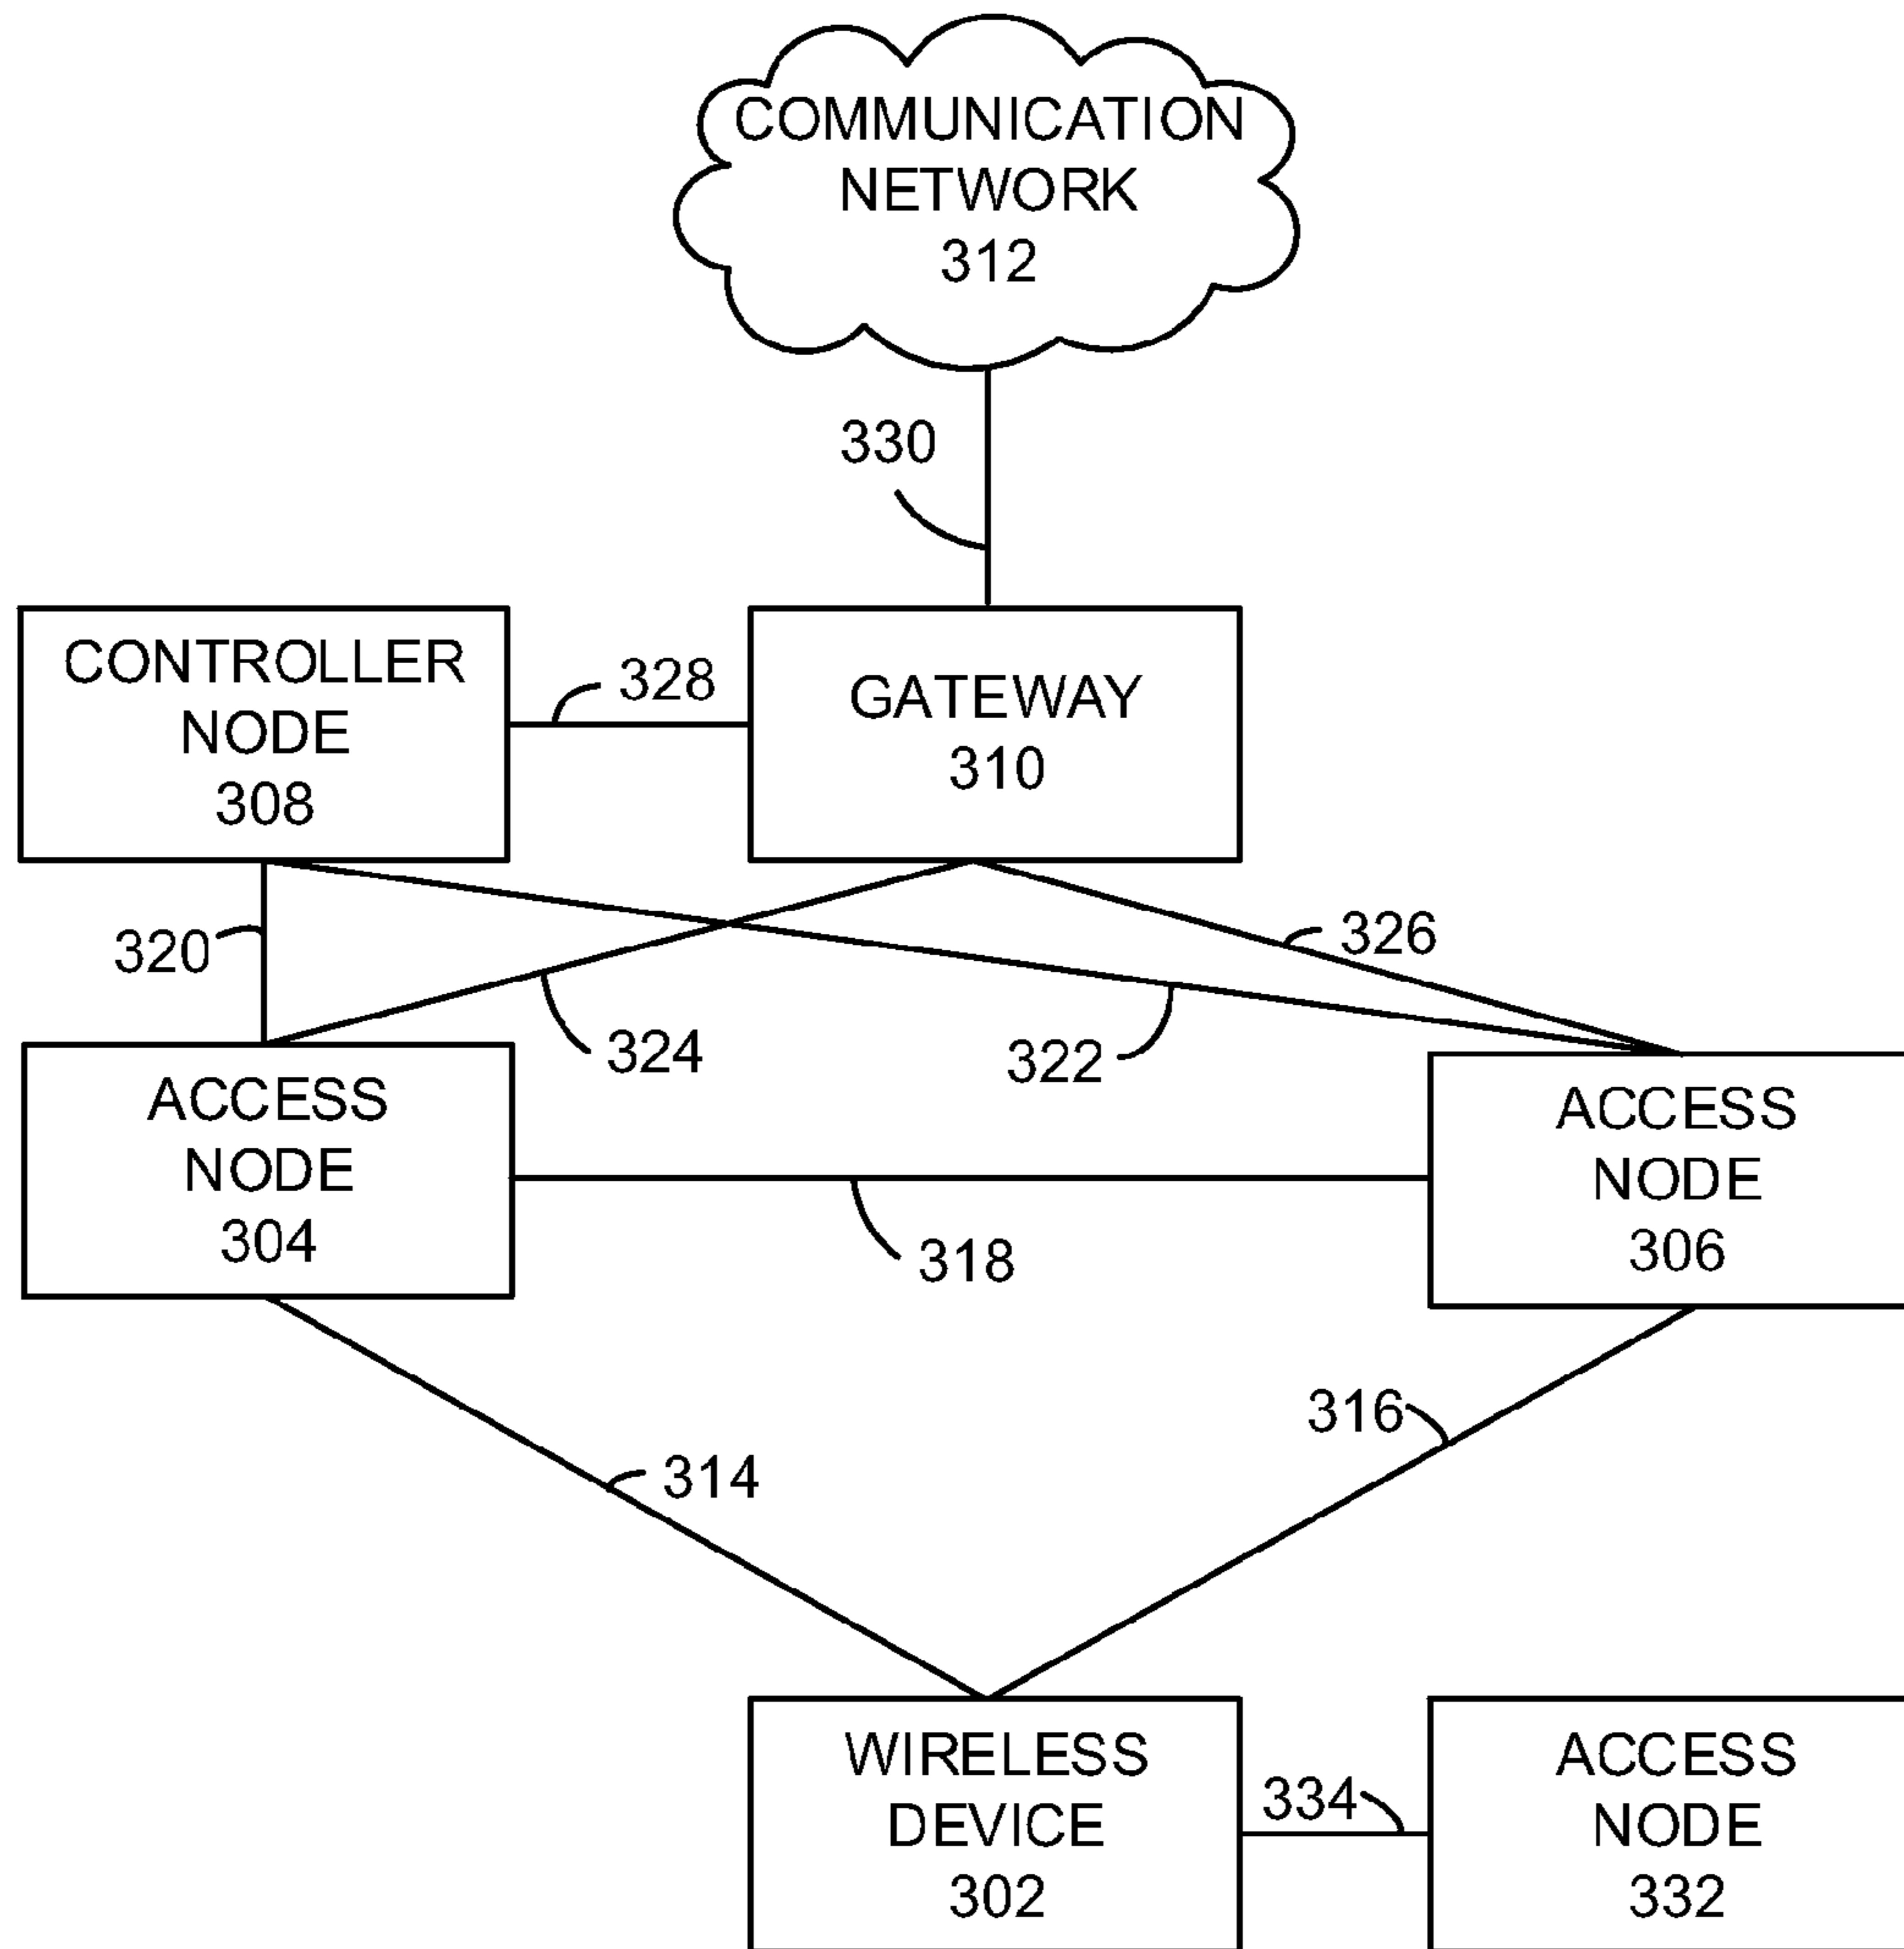 COMMUNICATION
NETWORK
312
330
CONTROLLER
NODE
308
328
GATEWAY
310
320
326
324
322
ACCESS
NODE
304
ACCESS
NODE
306
318
316
314
WIRELESS
DEVICE
302
334
ACCESS
NODE
332